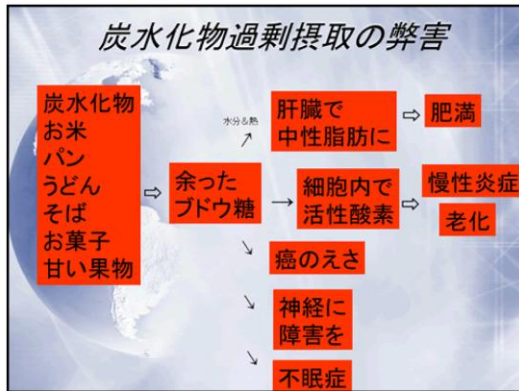 炭水化物過剰摂取の弊害
炭水化物
お米
パン
うどん
そば
お菓子
甘い果物
⇨
余った
ブドウ糖
水分&熱
↗
肝臓で
中性脂肪に
⇨
肥満
→
細胞内で
活性酸素
⇨
慢性炎症
老化
↘
癌のえさ
↘
神経に
障害を
↘
不眠症